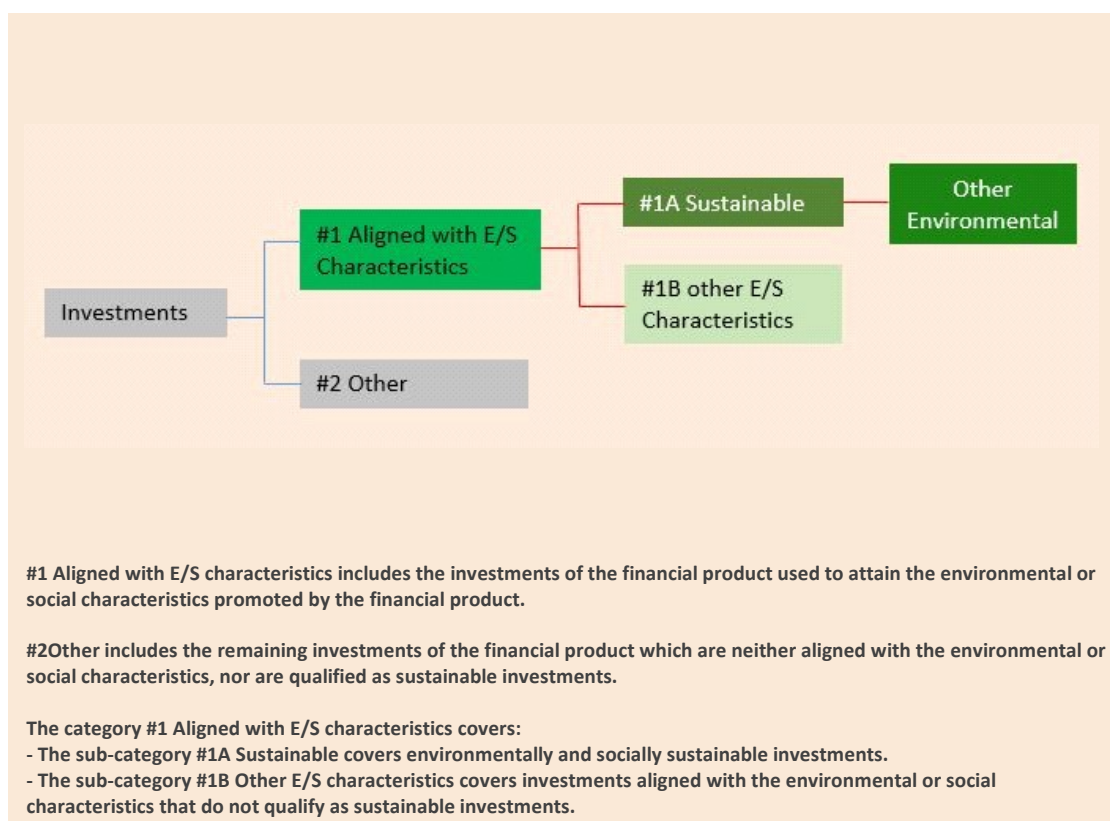 Other
Environmental
#1A Sustainable
#1 Aligned with E/S
Characteristics
#1B other E/S
Characteristics
Investments
#2 Other
#1 Aligned with E/S characteristics includes the investments of the financial product used to attain the environmental or
social characteristics promoted by the financial product.
#2Other includes the remaining investments of the financial product which are neither aligned with the environmental or
social characteristics, nor are qualified as sustainable investments.
The category #1 Aligned with E/S characteristics covers:
- The sub-category #1A Sustainable covers environmentally and socially sustainable investments.
- The sub-category #1B Other E/S characteristics covers investments aligned with the environmental or social
characteristics that do not qualify as sustainable investments.